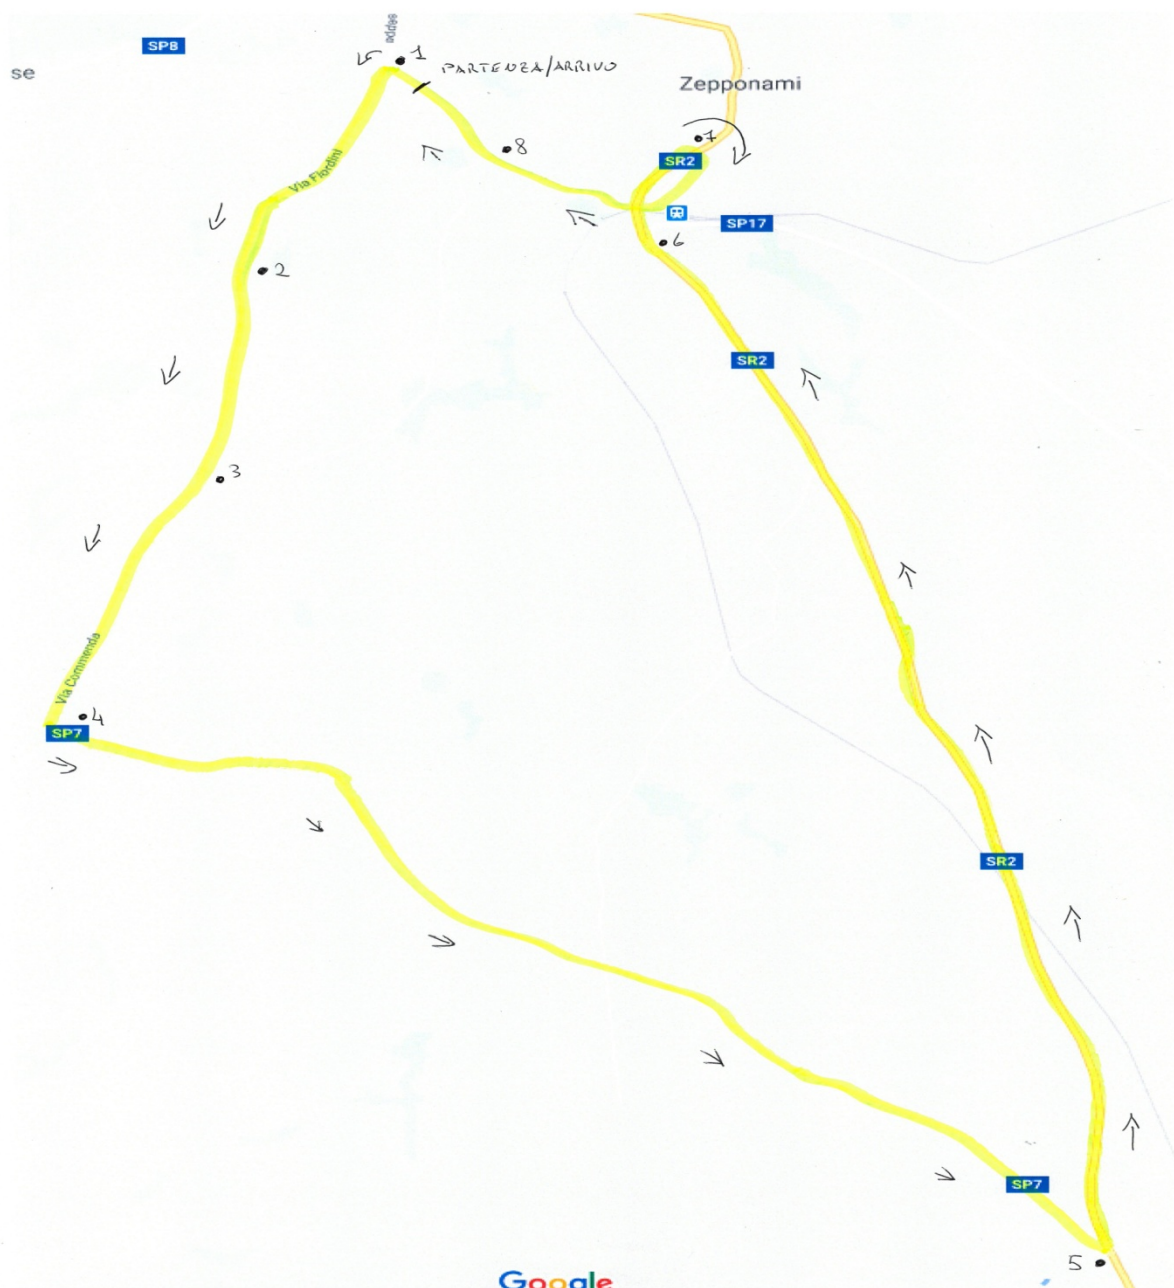 SP8
1
se
PARTENZA/ARRIVO
Zepponami
7
8
SR2
Via Fiordini
SP17
6
2
SR2
3
Via Commenda
4
SP7
SR2
SP7
5
Google